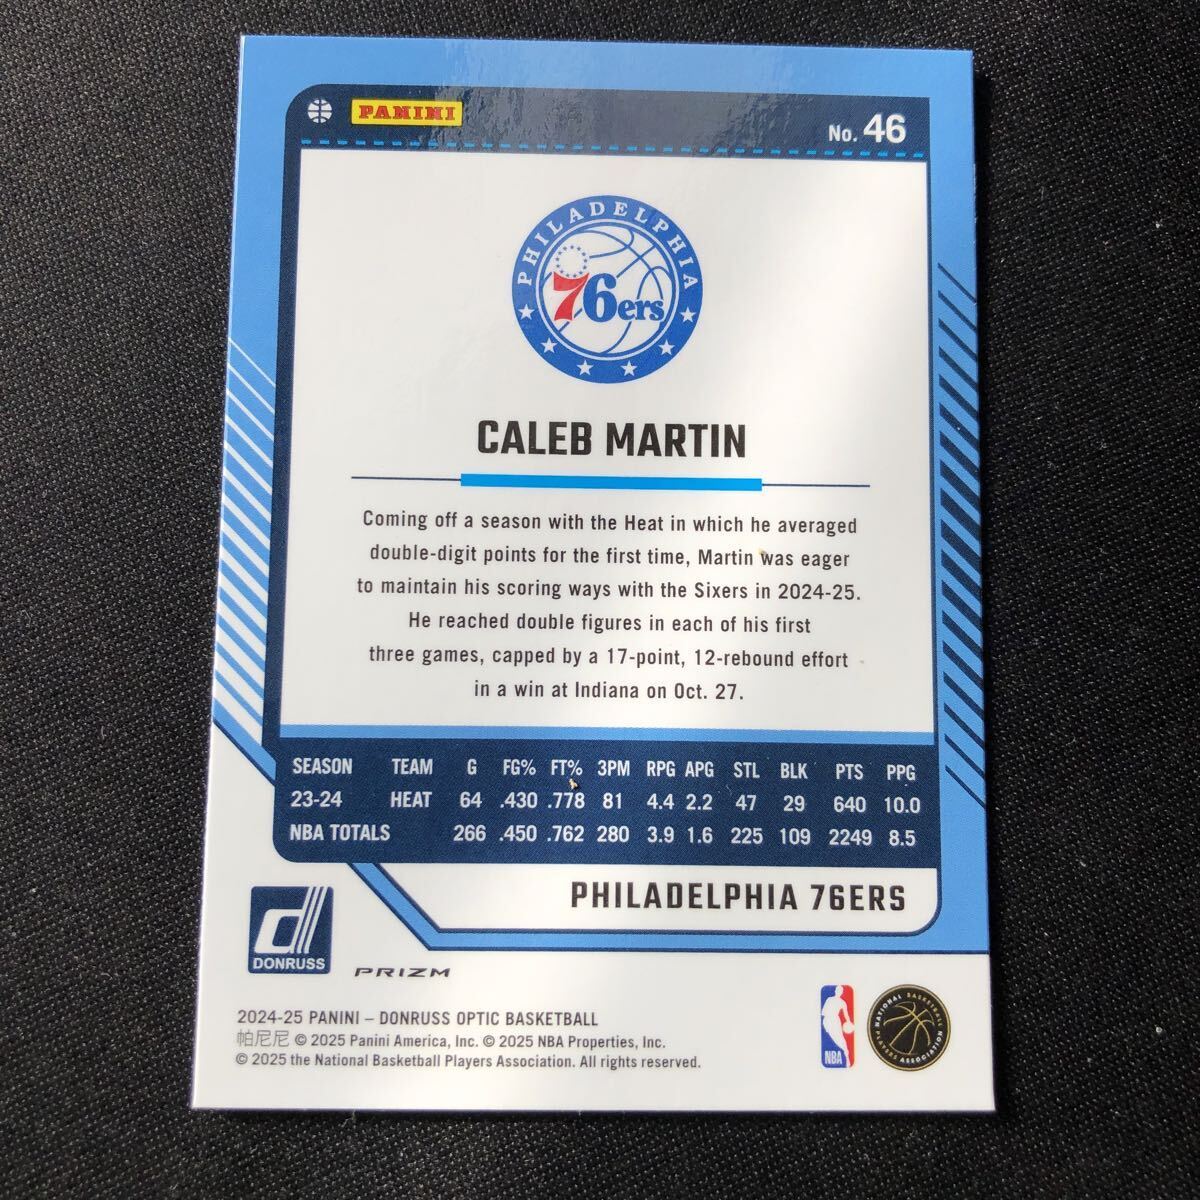 PANINI
No. 46
PHILADELPHIA
76ers
CALEB MARTIN
Coming off a season with the Heat in which he averaged
double-digit points for the first time, Martin was eager
to maintain his scoring ways with the Sixers in 2024-25.
He reached double figures in each of his first
three games, capped by a 17-point, 12-rebound effort
in a win at Indiana on Oct. 27.
SEASON TEAM G FG% FT% 3PM RPG APG STL BLK PTS PPG
23-24 HEAT 64 .430 .778 81 4.4 2.2 47 29 640 10.0
NBA TOTALS 266 .450 .762 280 3.9 1.6 225 109 2249 8.5
PHILADELPHIA 76ERS
d
DONRUSS
PRIZM
2024-25 PANINI – DONRUSS OPTIC BASKETBALL
帕尼尼 © 2025 Panini America, Inc. © 2025 NBA Properties, Inc.
© 2025 the National Basketball Players Association. All rights reserved.
NBA
NATIONAL BASKETBALL
PLAYERS ASSOCIATION